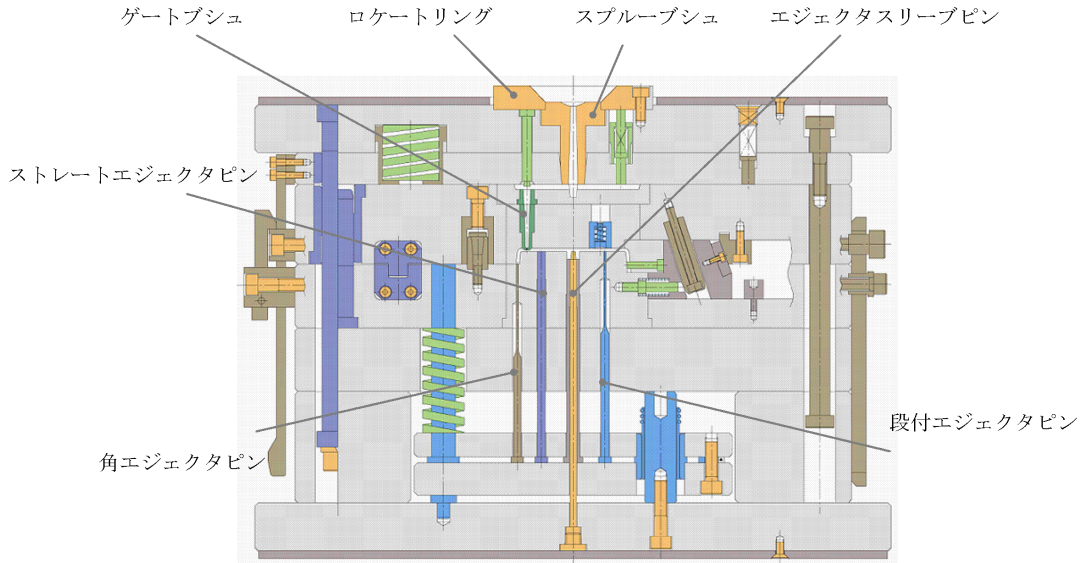 ゲートブシュ
ロケートリング
スプルーブシュ
エジェクタスリーブピン
ストレートエジェクタピン
段付エジェクタピン
角エジェクタピン